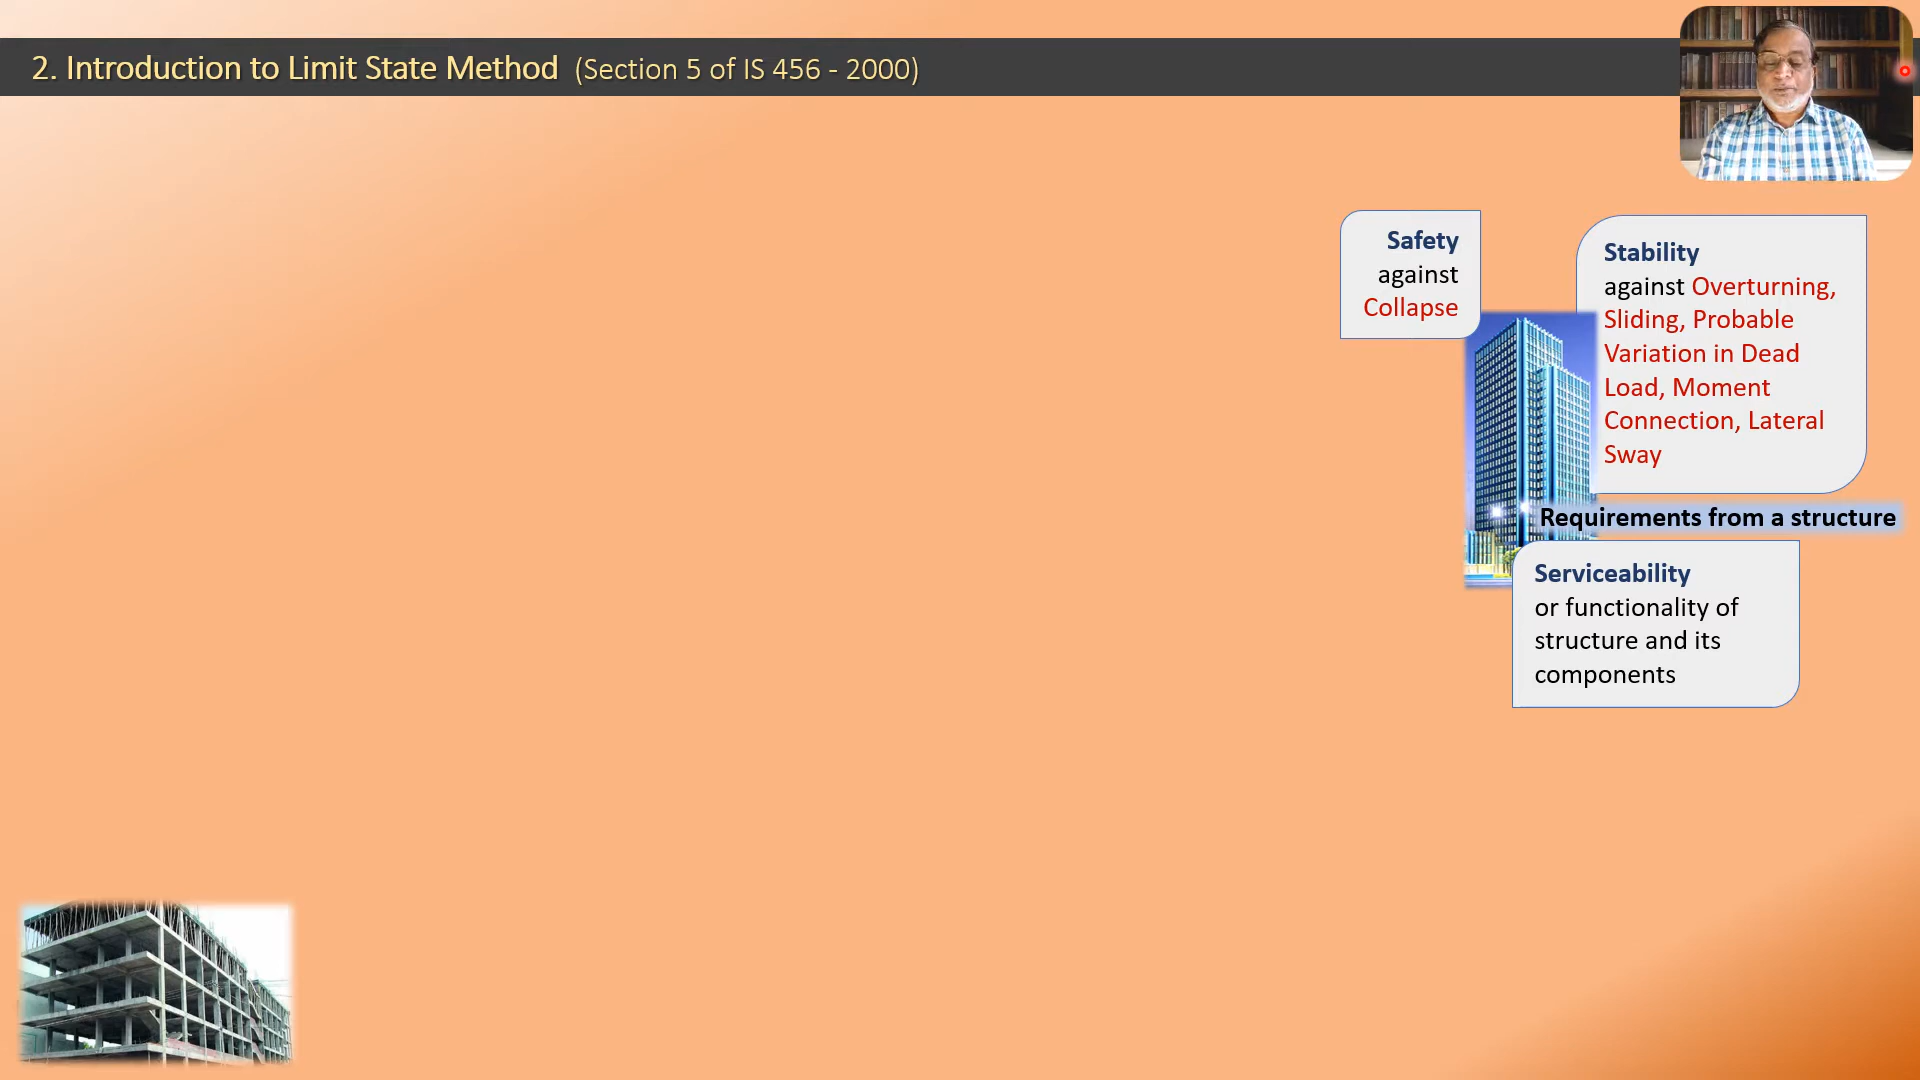 2. Introduction to Limit State Method (Section 5 of IS 456 - 2000)
Safety
against
Collapse
Stability
against Overturning,
Sliding, Probable
Variation in Dead
Load, Moment
Connection, Lateral
Sway
Requirements from a structure
Serviceability
or functionality of
structure and its
components